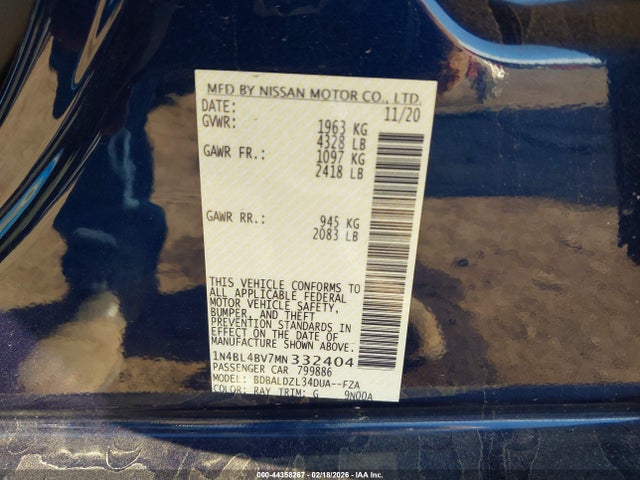 MFD BY NISSAN MOTOR CO., LTD
DATE: 11/20
GVWR: 1963 KG
4328 LB
GAWR FR.: 1097 KG
2418 LB
GAWR RR.: 945 KG
2083 LB
THIS VEHICLE CONFORMS TO
ALL APPLICABLE FEDERAL
MOTOR VEHICLE SAFETY,
BUMPER, AND THEFT
PREVENTION STANDARDS IN
EFFECT ON THE DATE OF
MANUFACTURE SHOWN ABOVE.
1N4BL4BV7MN332404
PASSENGER CAR 799886
MODEL: BDBALDZL34DUA--FZA
COLOR: RAY TRIM: G 9N00A
000-44358267 - 02/18/2026 - IAA Inc.